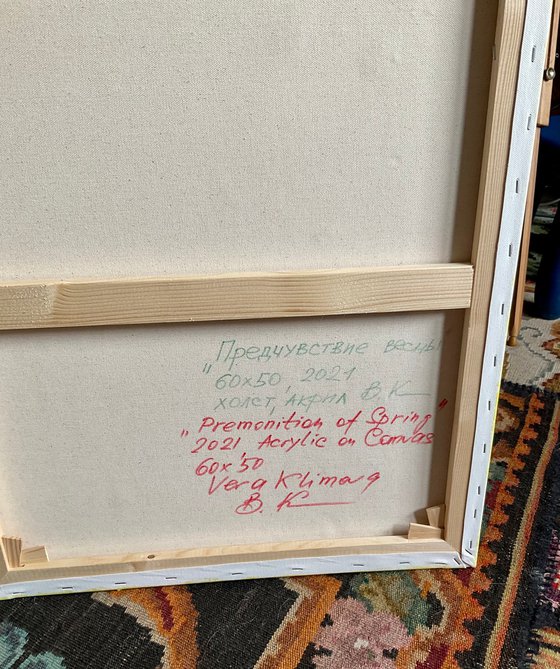 „Предчувствие весны
60х50, 2021
холст, акрил В. К
"Premonition of Spring"
2021, Acrylic on Canvas
60x50
Vera Klimova
В. К